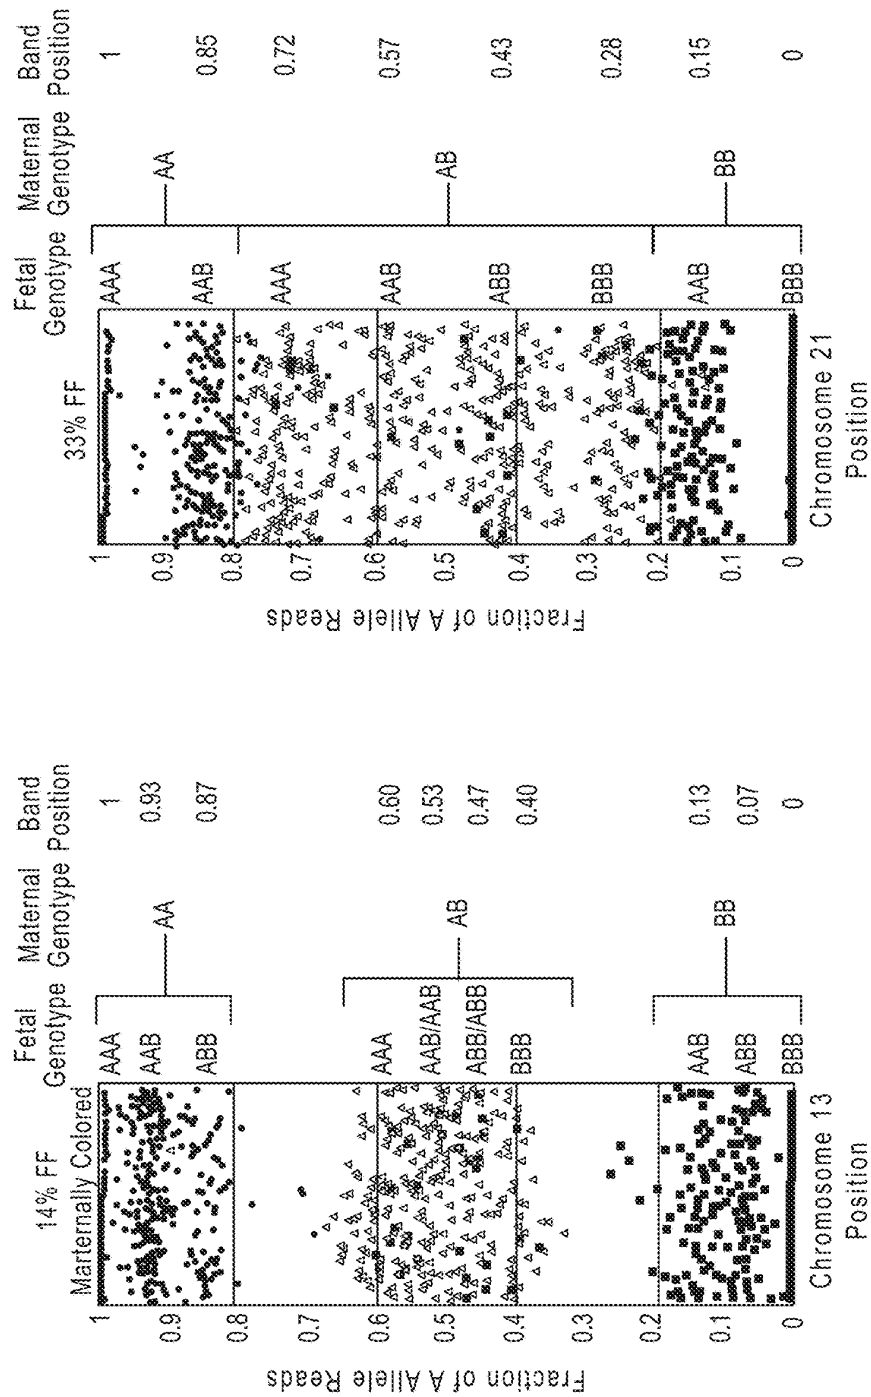 14% FF
Marternally Colored
Fetal
Genotype
Maternal
Genotype
Band
Position
Fraction of A Allele Reads
1
0.9
0.8
0.7
0.6
0.5
0.4
0.3
0.2
0.1
0
AAA
AAB
ABB
AA
AAA
AAB/AAB
ABB/ABB
BBB
AB
AAB
ABB
BBB
BB
1
0.93
0.87
0.60
0.53
0.47
0.40
0.13
0.07
0
Chromosome 13
Position
33% FF
Fetal
Genotype
Maternal
Genotype
Band
Position
Fraction of A Allele Reads
1
0.9
0.8
0.7
0.6
0.5
0.4
0.3
0.2
0.1
0
AAA
AAB
AA
AAA
AAB
ABB
BBB
AB
AAB
BBB
BB
1
0.85
0.72
0.57
0.43
0.28
0.15
0
Chromosome 21
Position